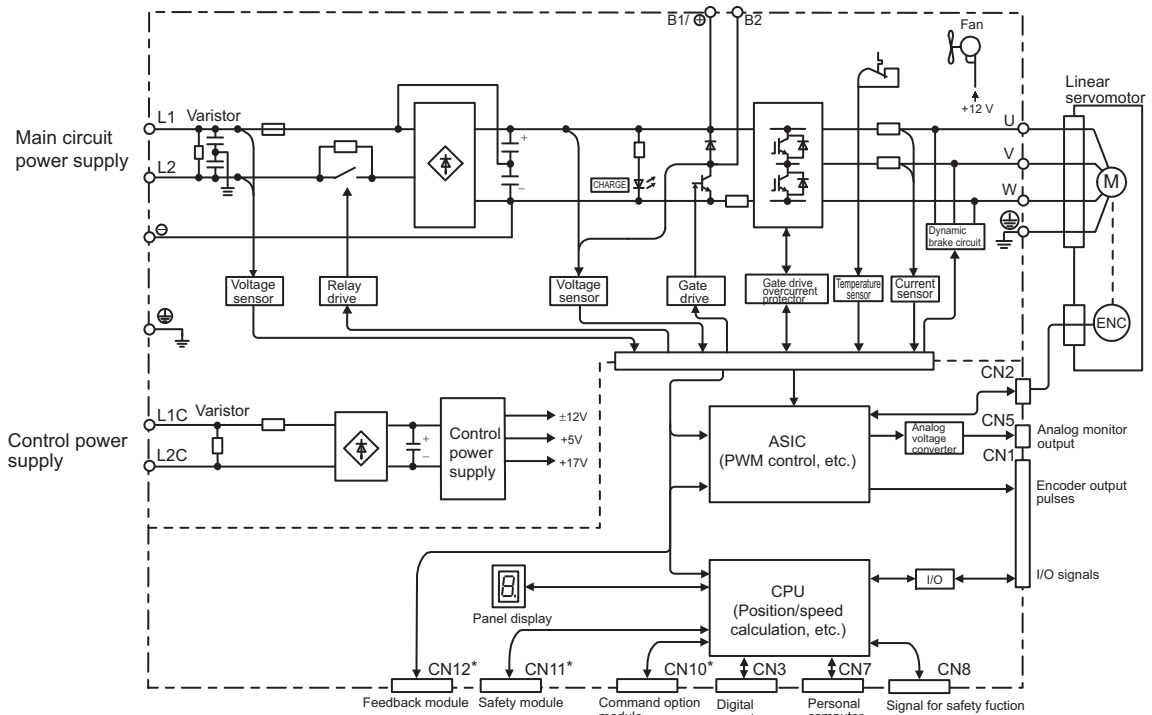 B1/ ⊕
B2
Fan
+12 V
Linear
servomotor
Main circuit
power supply
L1
Varistor
L2
⊖
+
–
CHARGE
U
V
W
M
Dynamic
brake circuit
Voltage
sensor
Relay
drive
Voltage
sensor
Gate
drive
Gate drive
overcurrent
protector
Temperature
sensor
Current
sensor
ENC
CN2
Control power
supply
L1C
Varistor
L2C
+
–
Control
power
supply
±12V
+5V
+17V
ASIC
(PWM control, etc.)
Analog
voltage
converter
CN5
Analog monitor
output
CN1
Encoder output
pulses
I/O
I/O signals
Panel display
CPU
(Position/speed
calculation, etc.)
CN12*
CN11*
CN10*
CN3
CN7
CN8
Feedback module
Safety module
Command option
Digital
Personal
Signal for safety fuction